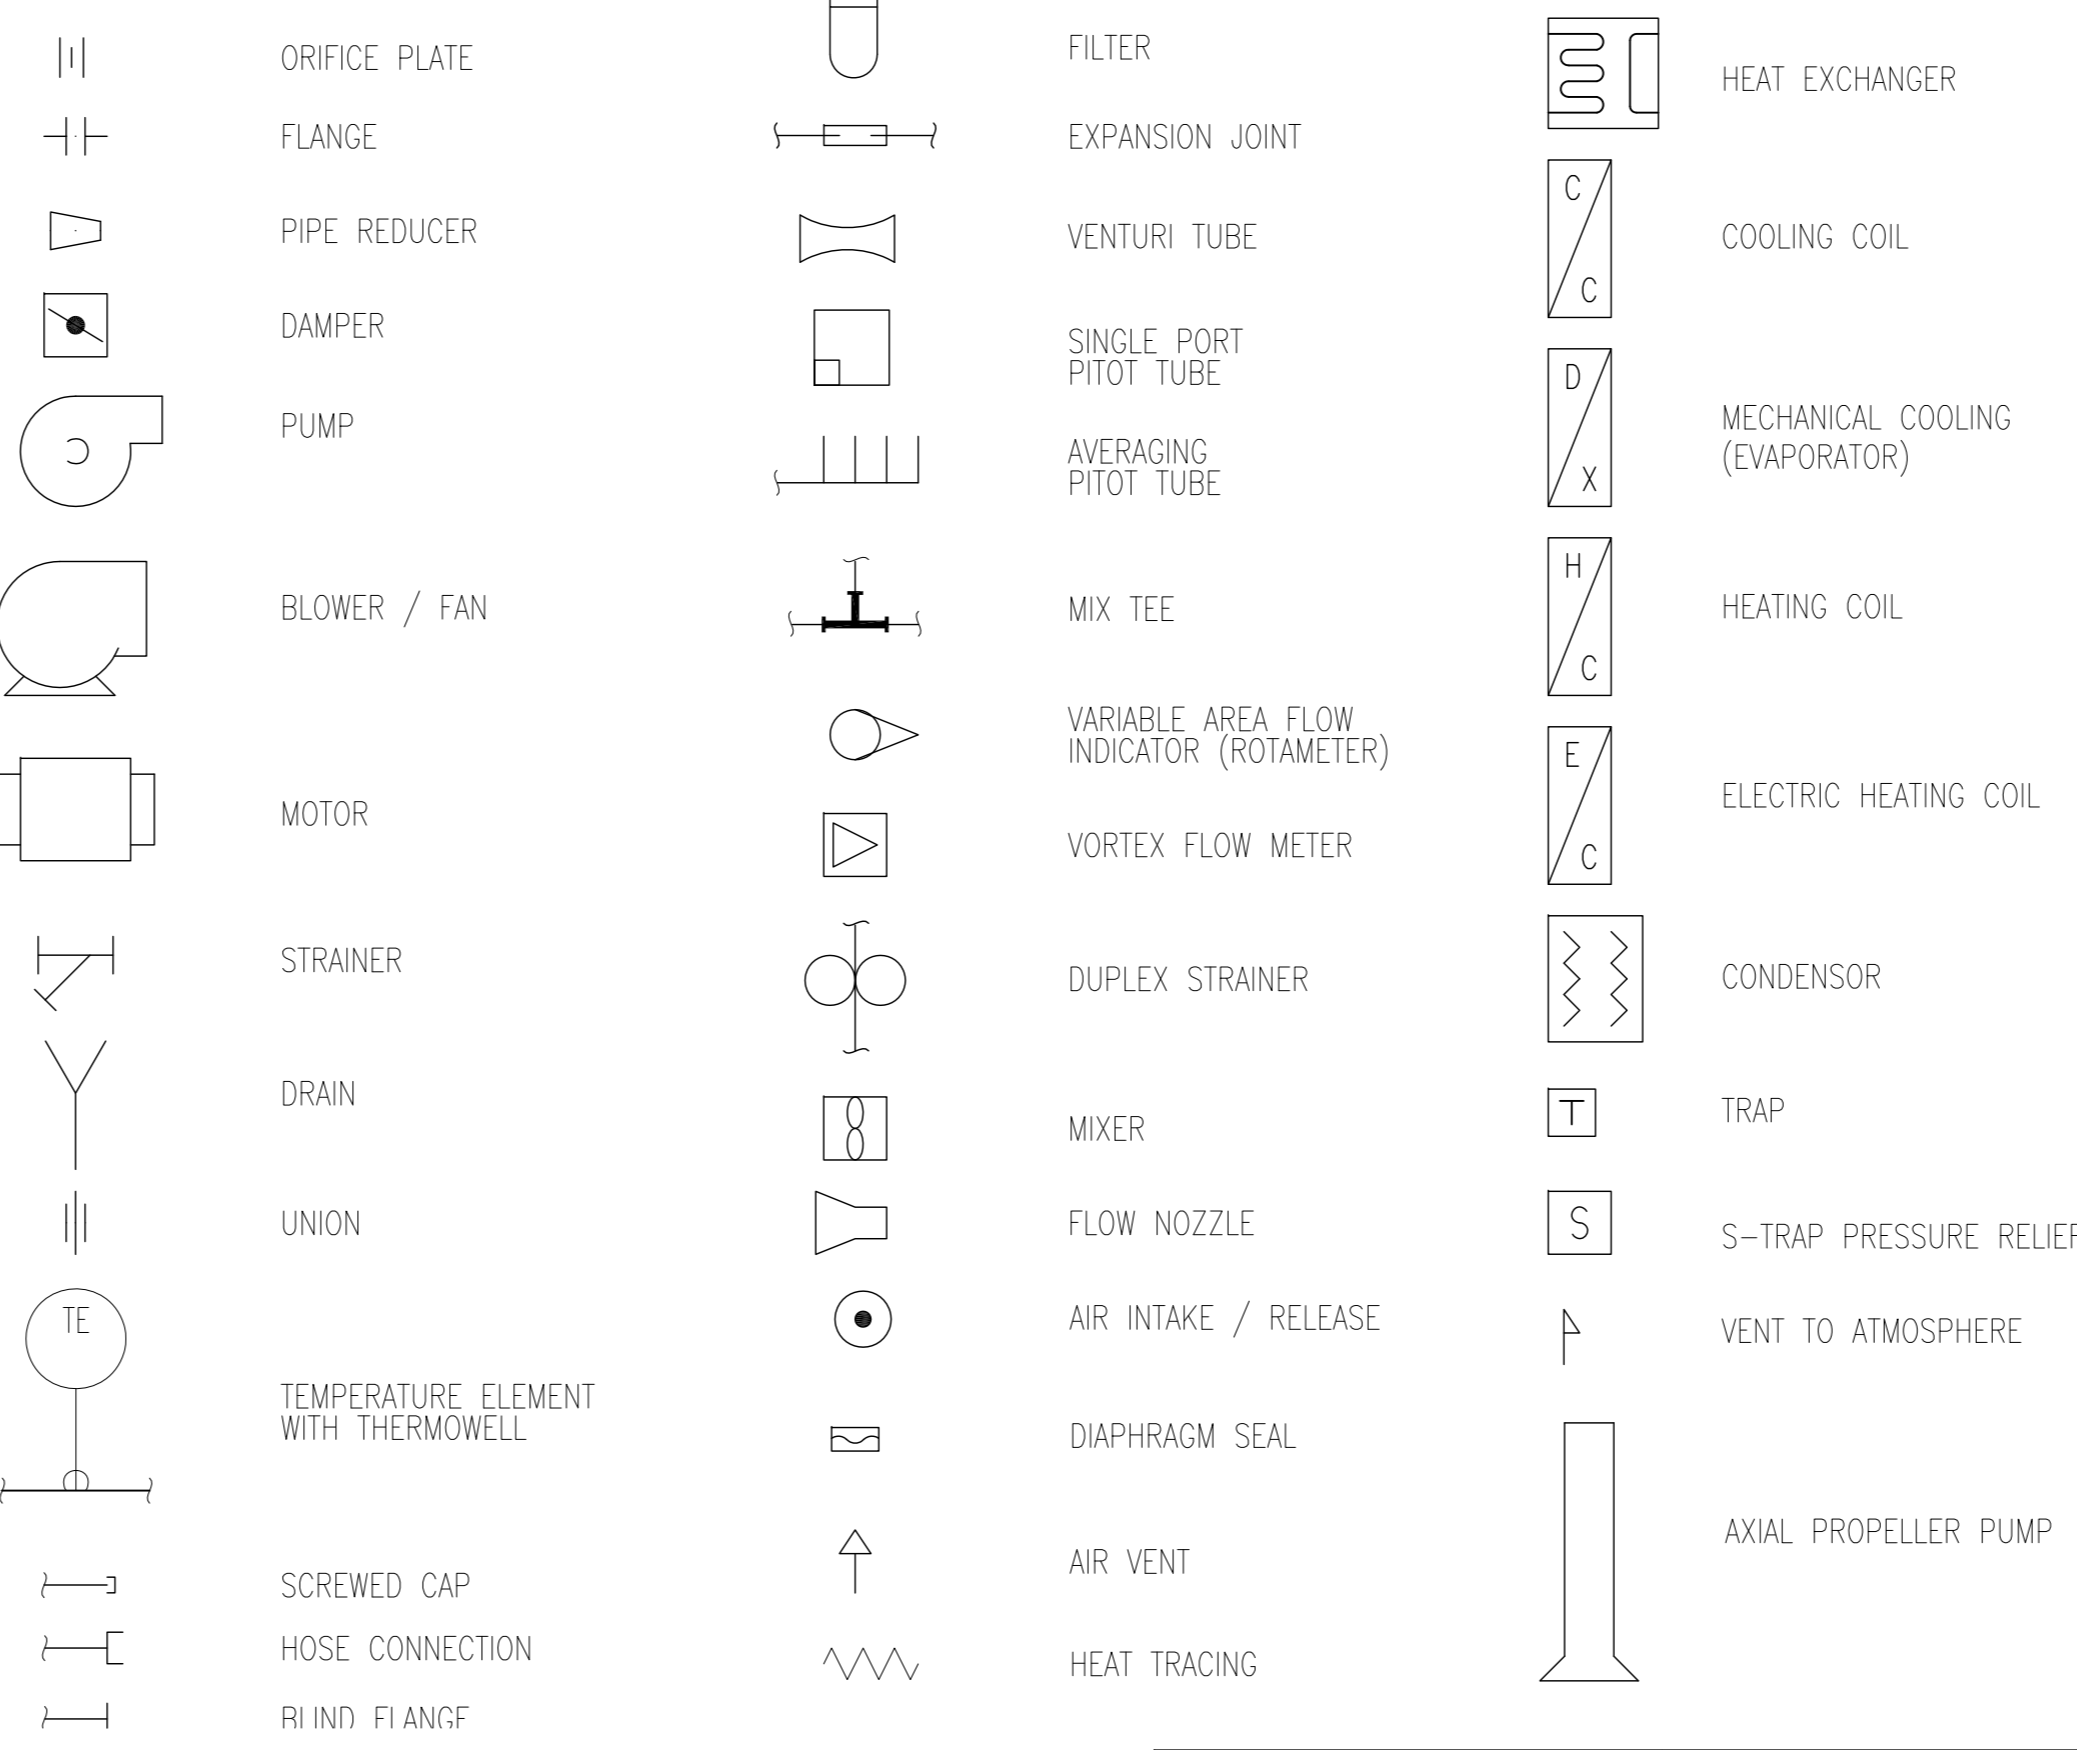 ORIFICE PLATE
FLANGE
PIPE REDUCER
DAMPER
PUMP
BLOWER / FAN
MOTOR
STRAINER
DRAIN
UNION
TE
TEMPERATURE ELEMENT
WITH THERMOWELL
SCREWED CAP
HOSE CONNECTION
BLIND FLANGE
FILTER
EXPANSION JOINT
VENTURI TUBE
SINGLE PORT
PITOT TUBE
AVERAGING
PITOT TUBE
MIX TEE
VARIABLE AREA FLOW
INDICATOR (ROTAMETER)
VORTEX FLOW METER
DUPLEX STRAINER
MIXER
FLOW NOZZLE
AIR INTAKE / RELEASE
DIAPHRAGM SEAL
AIR VENT
HEAT TRACING
HEAT EXCHANGER
C
C
COOLING COIL
D
X
MECHANICAL COOLING
(EVAPORATOR)
H
C
HEATING COIL
E
C
ELECTRIC HEATING COIL
CONDENSOR
T
TRAP
S
S-TRAP PRESSURE RELIEF
VENT TO ATMOSPHERE
AXIAL PROPELLER PUMP